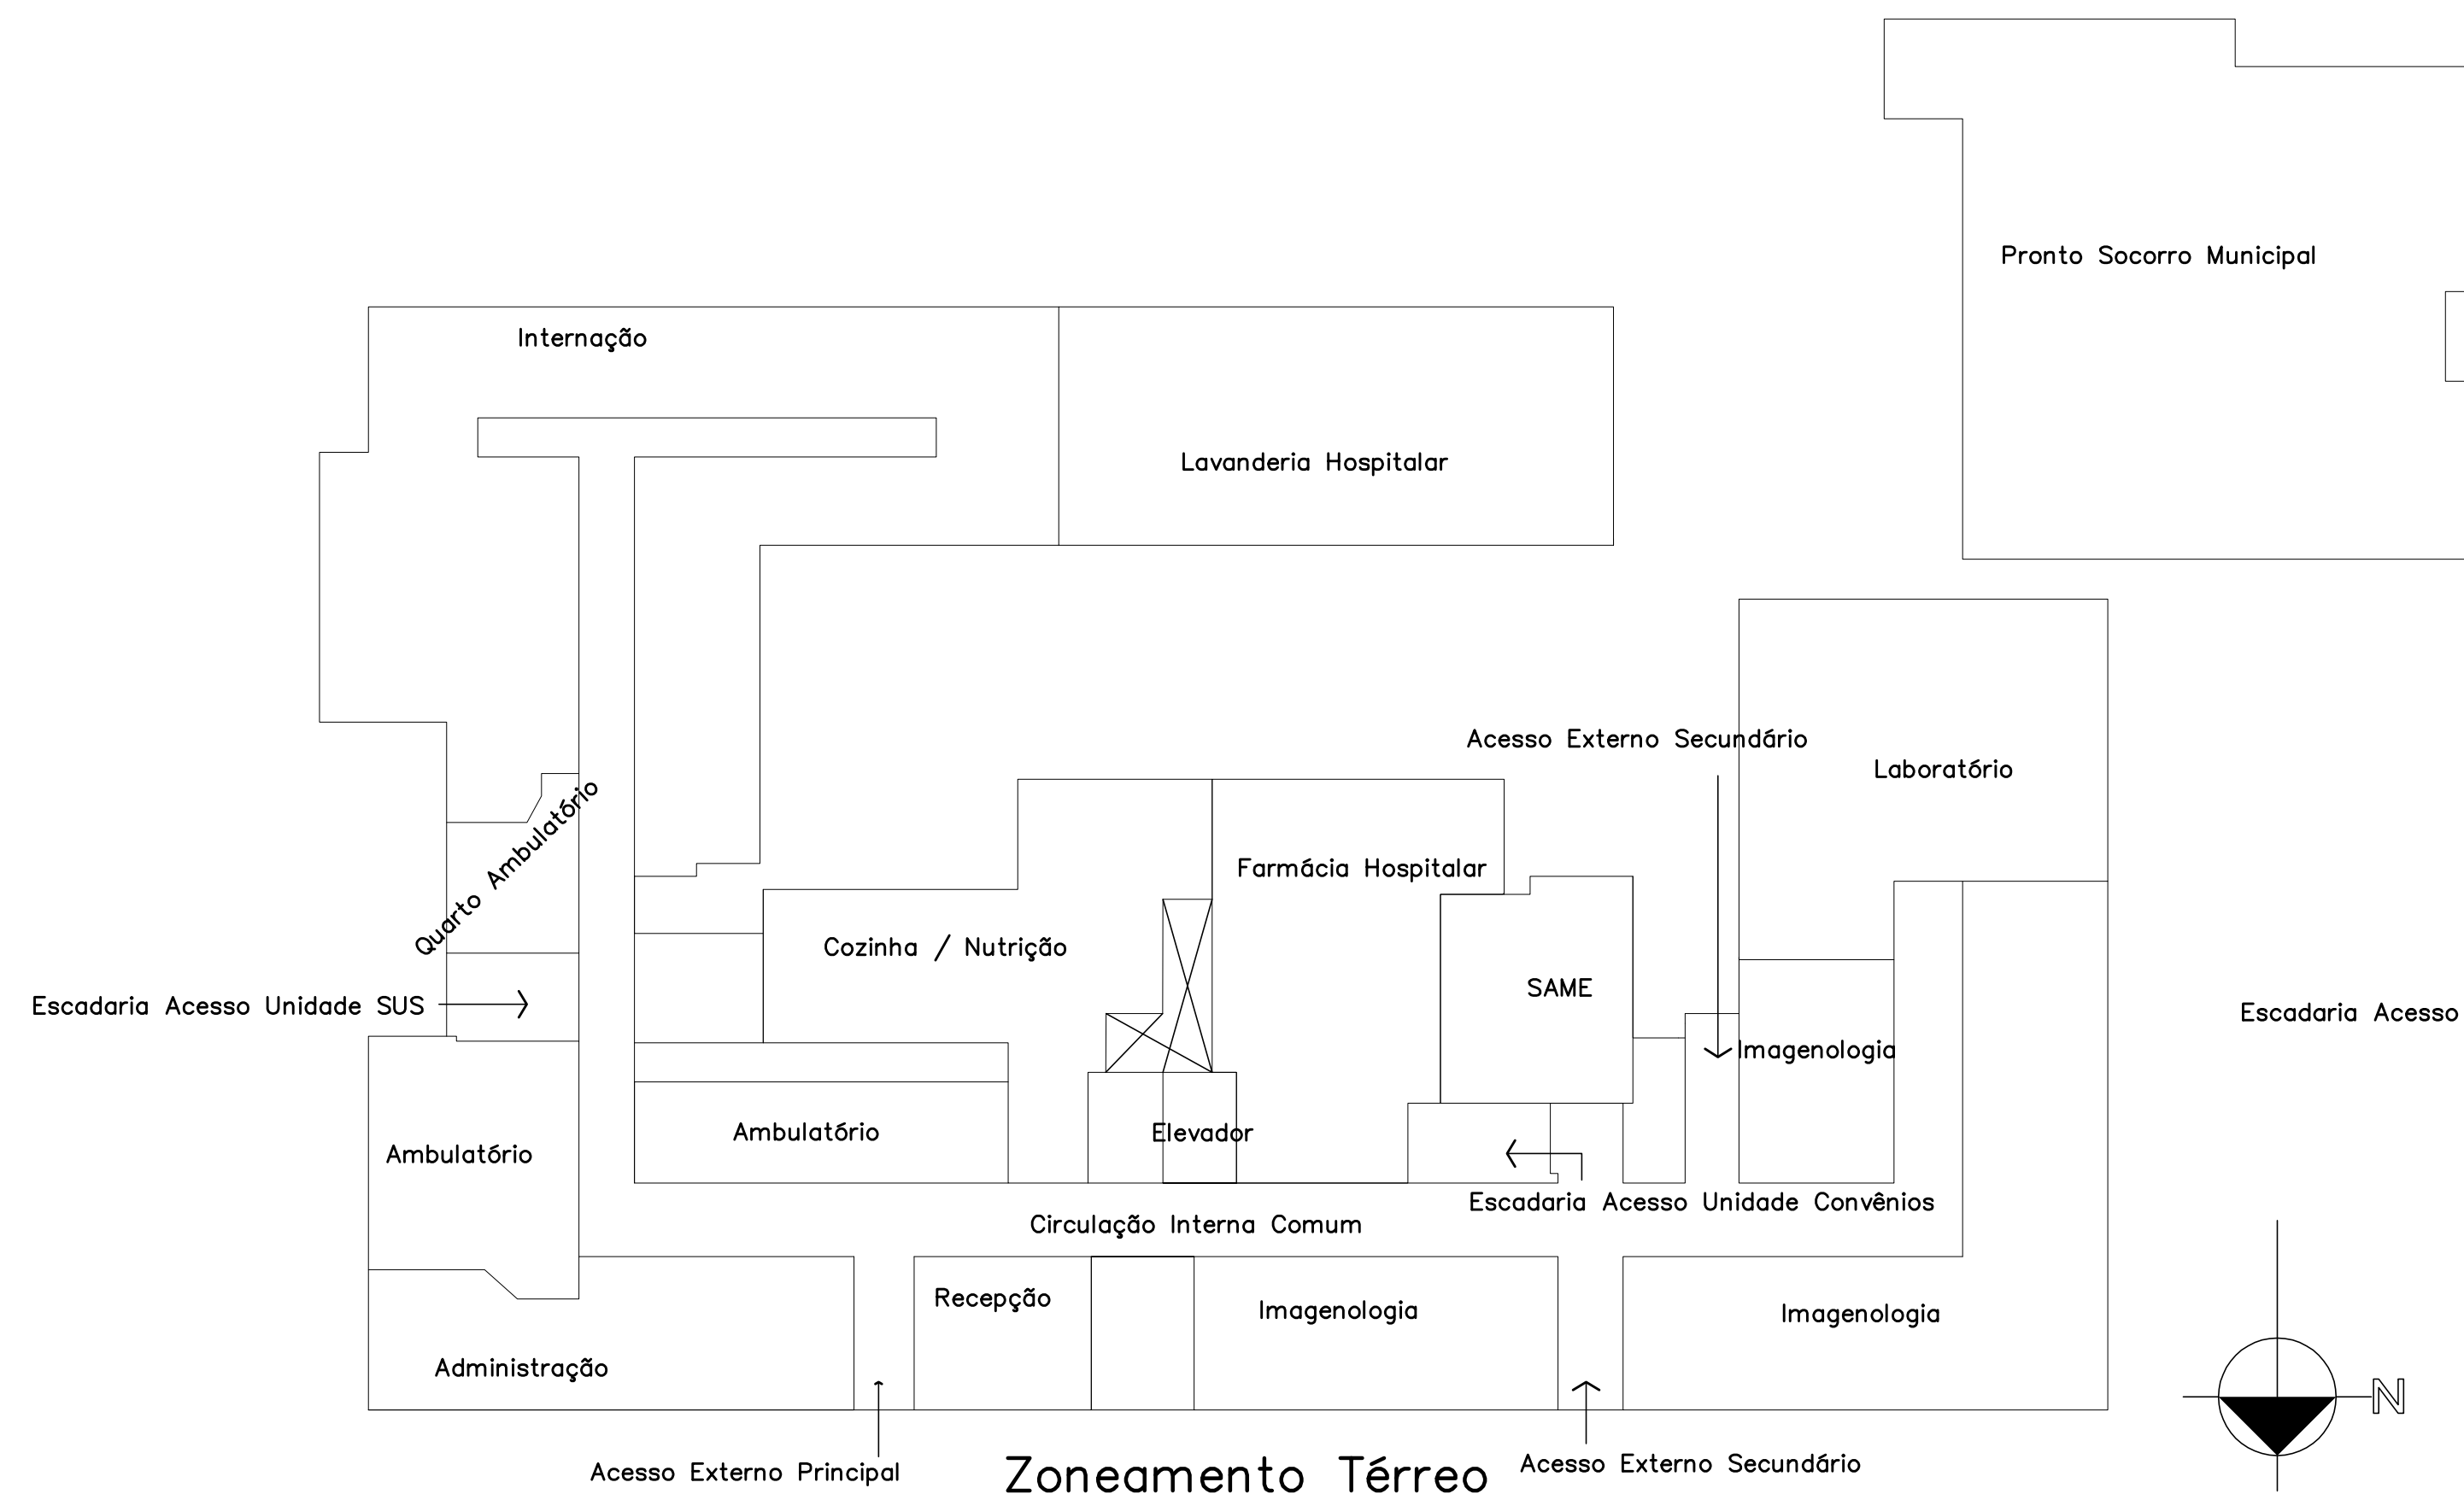 Pronto Socorro Municipal
Internação
Lavanderia Hospitalar
Acesso Externo Secundário
Laboratório
Quarto Ambulatório
Farmácia Hospitalar
Cozinha / Nutrição
SAME
Escadaria Acesso Unidade SUS
Escadaria Acesso
Imagenologia
Ambulatório
Elevador
Ambulatório
Escadaria Acesso Unidade Convênios
Circulação Interna Comum
Recepção
Imagenologia
Imagenologia
Administração
N
Acesso Externo Principal
Zoneamento Térreo
Acesso Externo Secundário